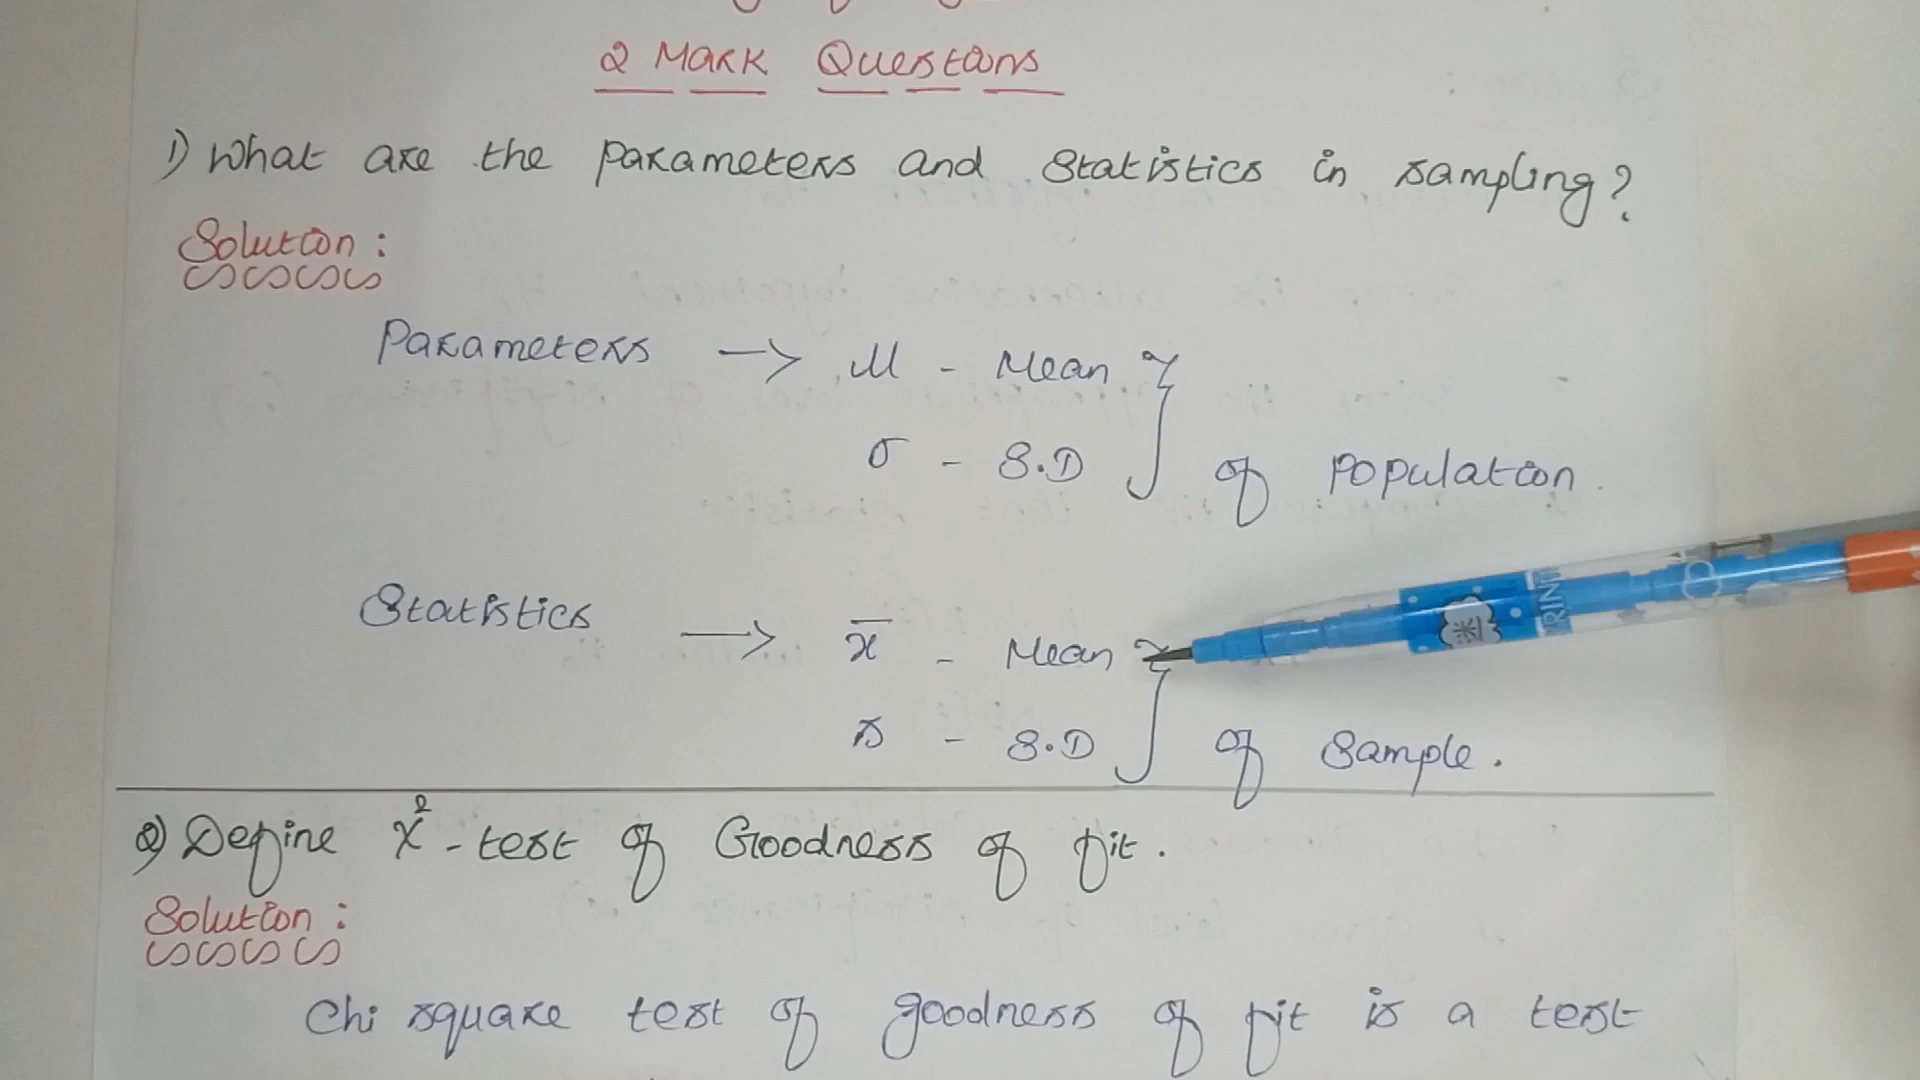 2 Mark Questions
1) What are the parameters and statistics in sampling?
Solution :
Parameters → μ - Mean
σ - S.D } of Population.
Statistics → x̄ - Mean
s - S.D } of Sample.
2) Define χ² - test of Goodness of fit.
Solution :
Chi square test of goodness of fit is a test